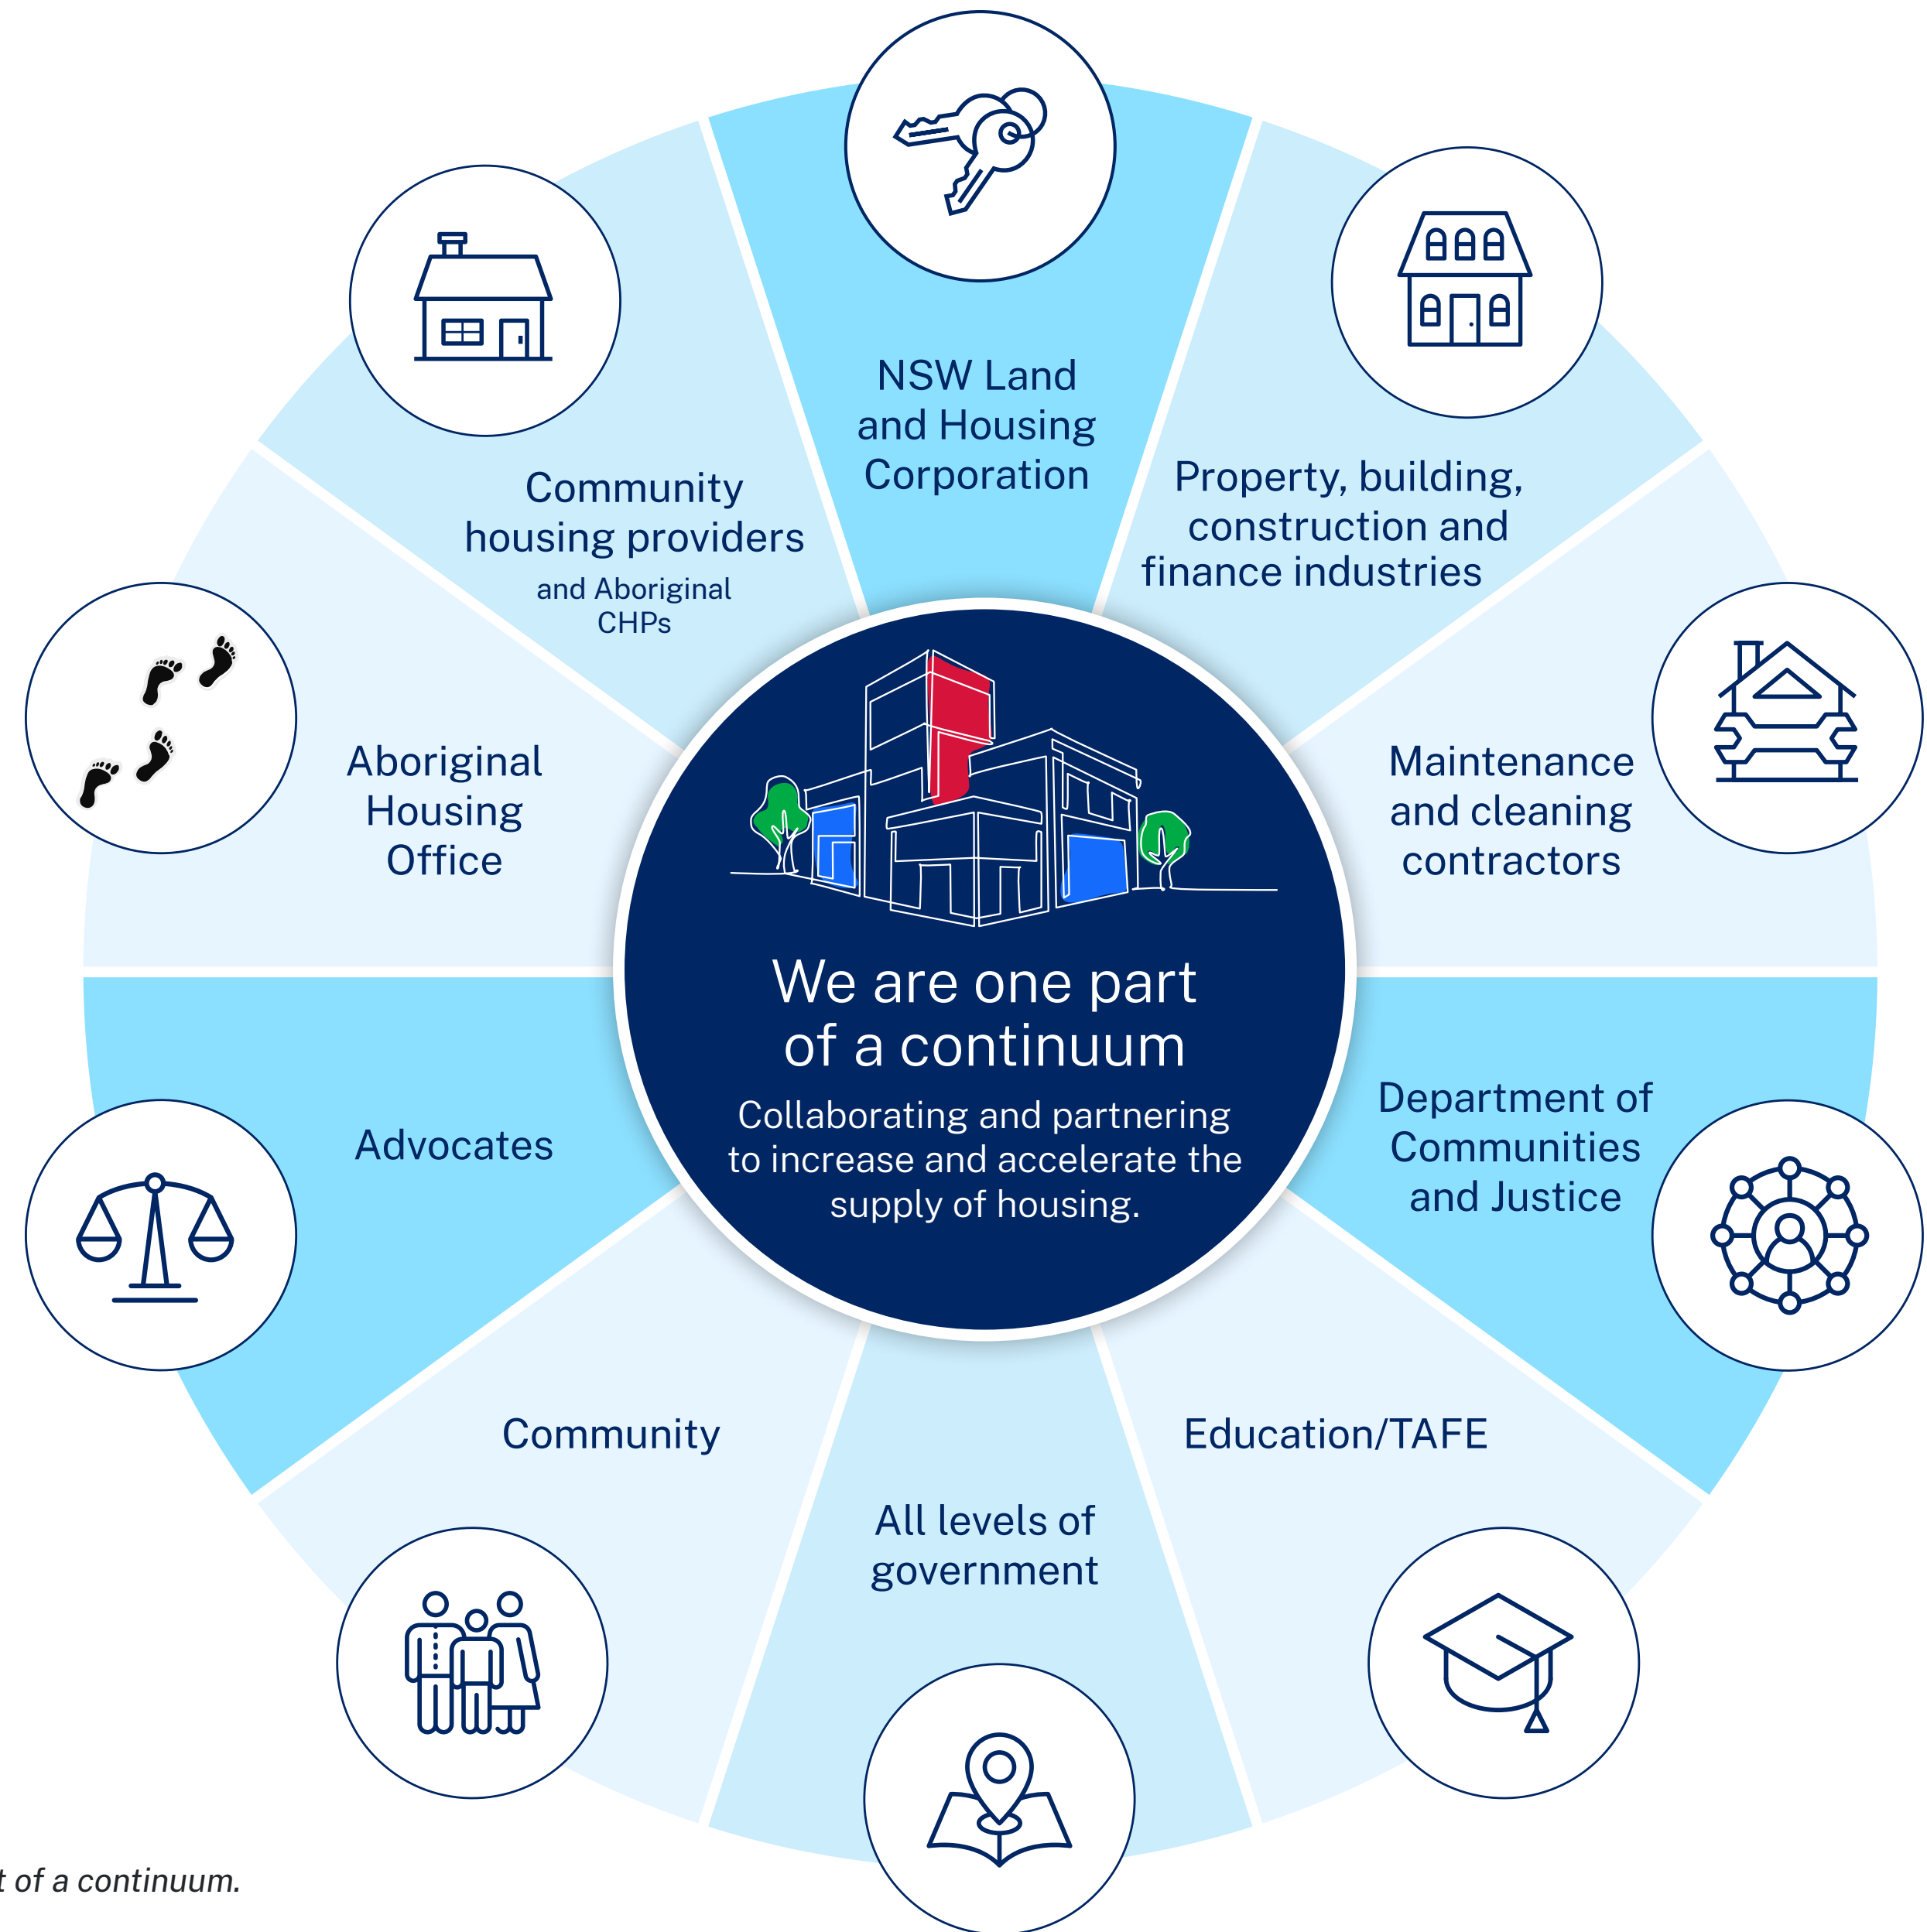 NSW Land
and Housing
Corporation
Property, building,
construction and
finance industries
Maintenance
and cleaning
contractors
Department of
Communities
and Justice
Education/TAFE
All levels of
government
Community
Advocates
Aboriginal
Housing
Office
Community
housing providers
and Aboriginal
CHPs
We are one part
of a continuum
Collaborating and partnering
to increase and accelerate the
supply of housing.
of a continuum.